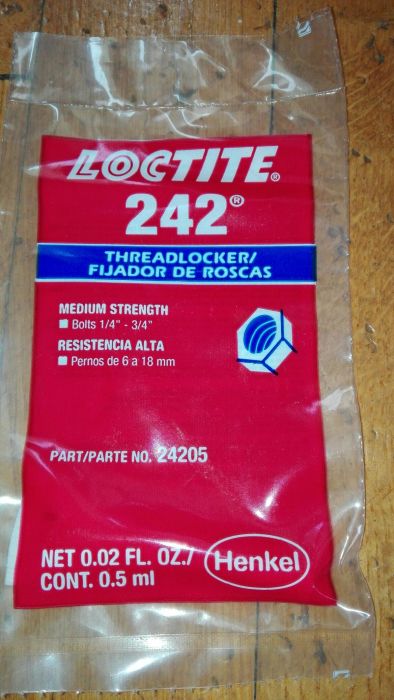 LOCTITE®
242®
THREADLOCKER/
FIJADOR DE ROSCAS
MEDIUM STRENGTH
■ Bolts 1/4" - 3/4"
RESISTENCIA ALTA
■ Pernos de 6 a 18 mm
PART/PARTE NO. 24205
NET 0.02 FL. OZ./
CONT. 0.5 ml
Henkel